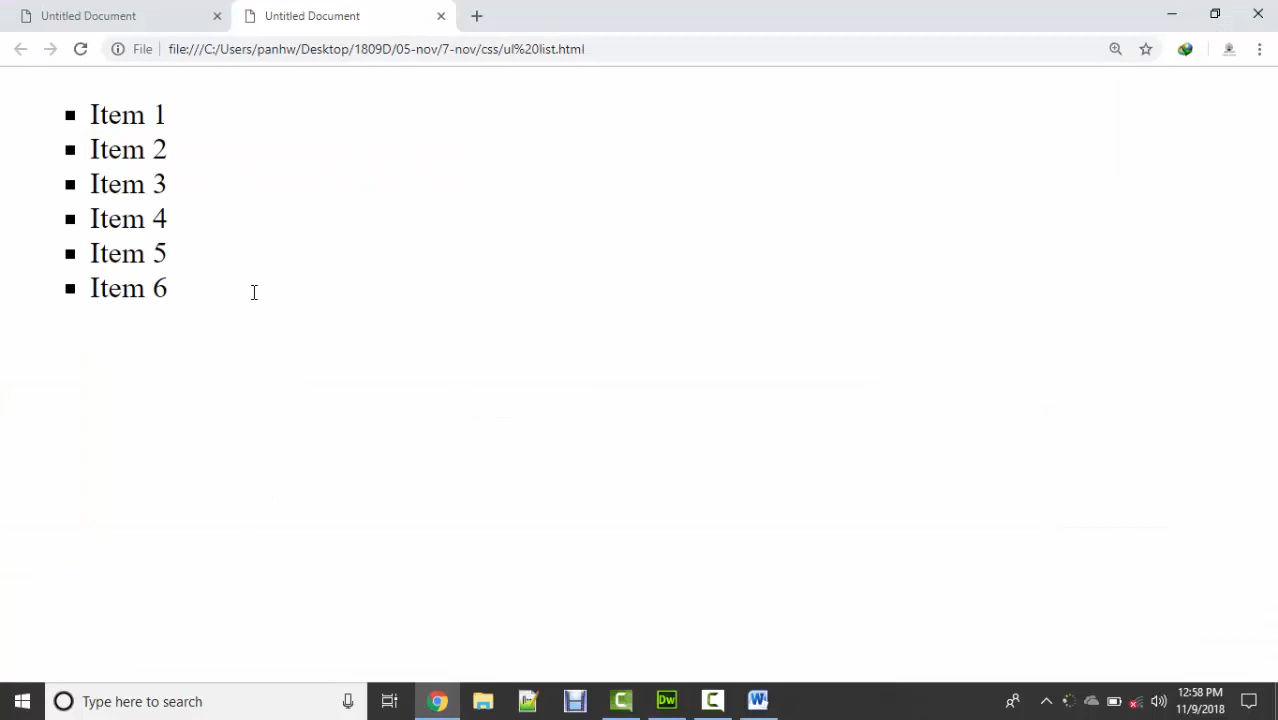 Untitled Document
Untitled Document
File
file:///C:/Users/panhw/Desktop/1809D/05-nov/7-nov/css/ul%20list.html
Item 1
Item 2
Item 3
Item 4
Item 5
Item 6
Type here to search
Dw
W
12:58 PM
11/9/2018